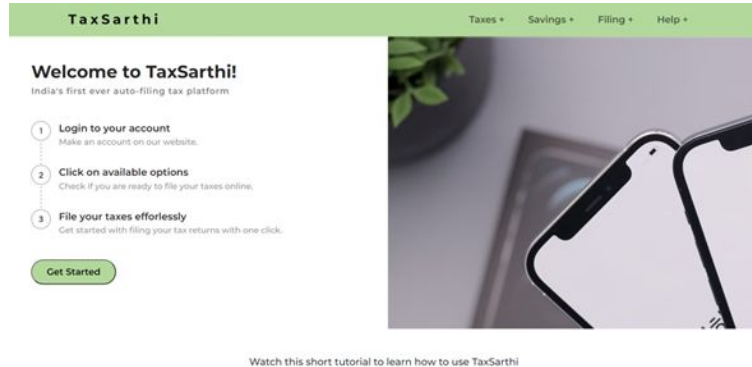 TaxSarthi
Taxes + Savings + Filing + Help +
Welcome to TaxSarthi!
India's first ever auto-filing tax platform
1 Login to your account
Make an account on our website.
2 Click on available options
Check if you are ready to file your taxes online.
3 File your taxes efforlessly
Get started with filing your tax returns with one click.
Get Started
Watch this short tutorial to learn how to use TaxSarthi